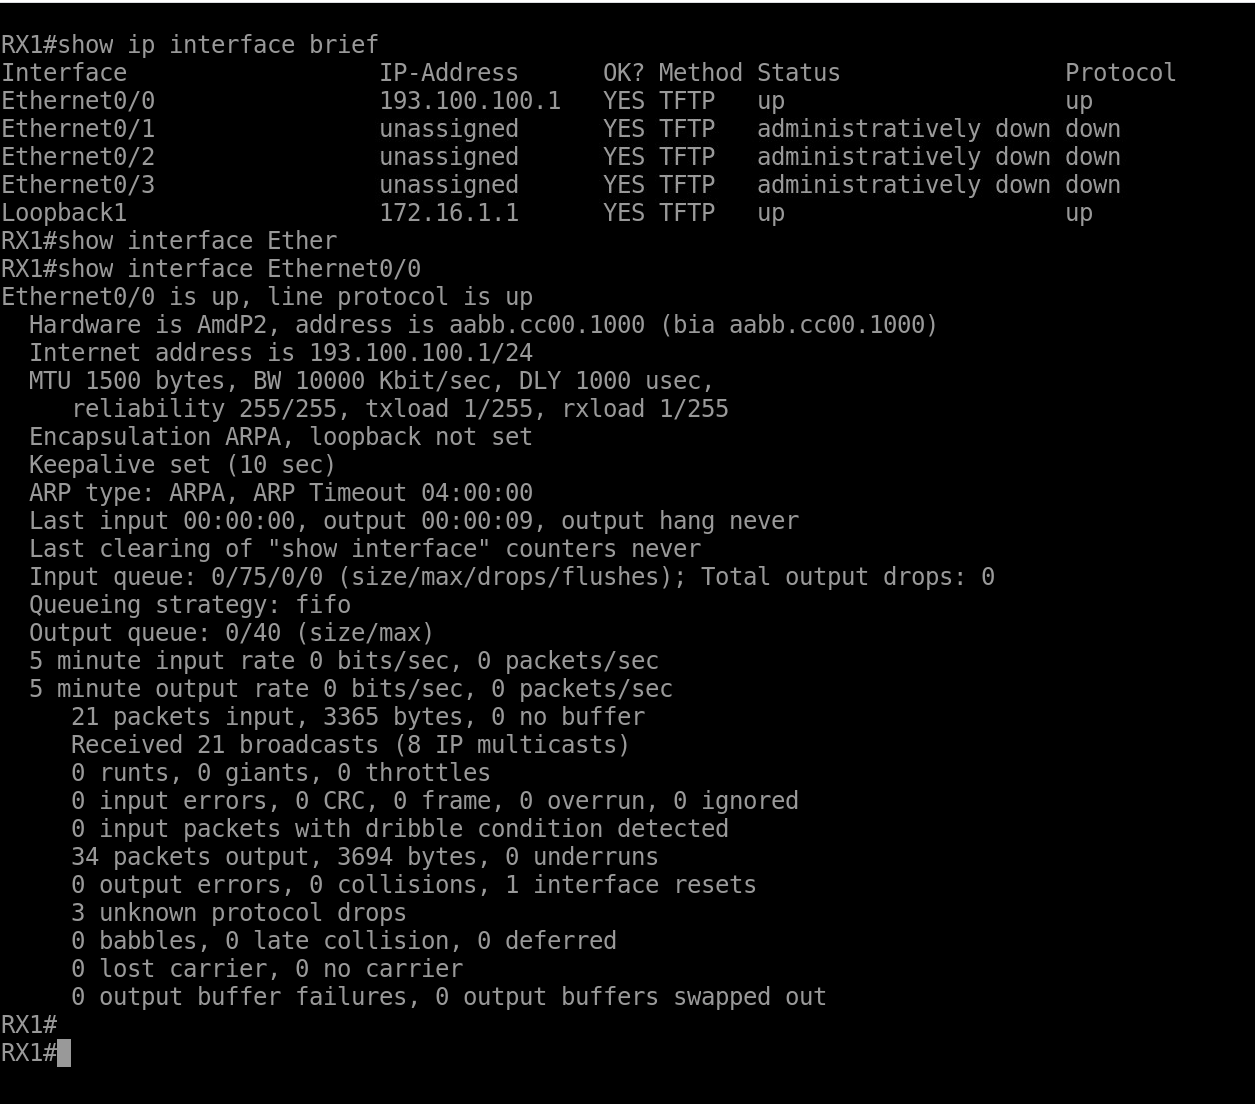 RX1#show ip interface brief
Interface                  IP-Address      OK? Method Status                Protocol
Ethernet0/0                193.100.100.1   YES TFTP   up                    up
Ethernet0/1                unassigned      YES TFTP   administratively down down
Ethernet0/2                unassigned      YES TFTP   administratively down down
Ethernet0/3                unassigned      YES TFTP   administratively down down
Loopback1                  172.16.1.1      YES TFTP   up                    up
RX1#show interface Ether
RX1#show interface Ethernet0/0
Ethernet0/0 is up, line protocol is up
  Hardware is AmdP2, address is aabb.cc00.1000 (bia aabb.cc00.1000)
  Internet address is 193.100.100.1/24
  MTU 1500 bytes, BW 10000 Kbit/sec, DLY 1000 usec,
     reliability 255/255, txload 1/255, rxload 1/255
  Encapsulation ARPA, loopback not set
  Keepalive set (10 sec)
  ARP type: ARPA, ARP Timeout 04:00:00
  Last input 00:00:00, output 00:00:09, output hang never
  Last clearing of "show interface" counters never
  Input queue: 0/75/0/0 (size/max/drops/flushes); Total output drops: 0
  Queueing strategy: fifo
  Output queue: 0/40 (size/max)
  5 minute input rate 0 bits/sec, 0 packets/sec
  5 minute output rate 0 bits/sec, 0 packets/sec
     21 packets input, 3365 bytes, 0 no buffer
     Received 21 broadcasts (8 IP multicasts)
     0 runts, 0 giants, 0 throttles
     0 input errors, 0 CRC, 0 frame, 0 overrun, 0 ignored
     0 input packets with dribble condition detected
     34 packets output, 3694 bytes, 0 underruns
     0 output errors, 0 collisions, 1 interface resets
     3 unknown protocol drops
     0 babbles, 0 late collision, 0 deferred
     0 lost carrier, 0 no carrier
     0 output buffer failures, 0 output buffers swapped out
RX1#
RX1#